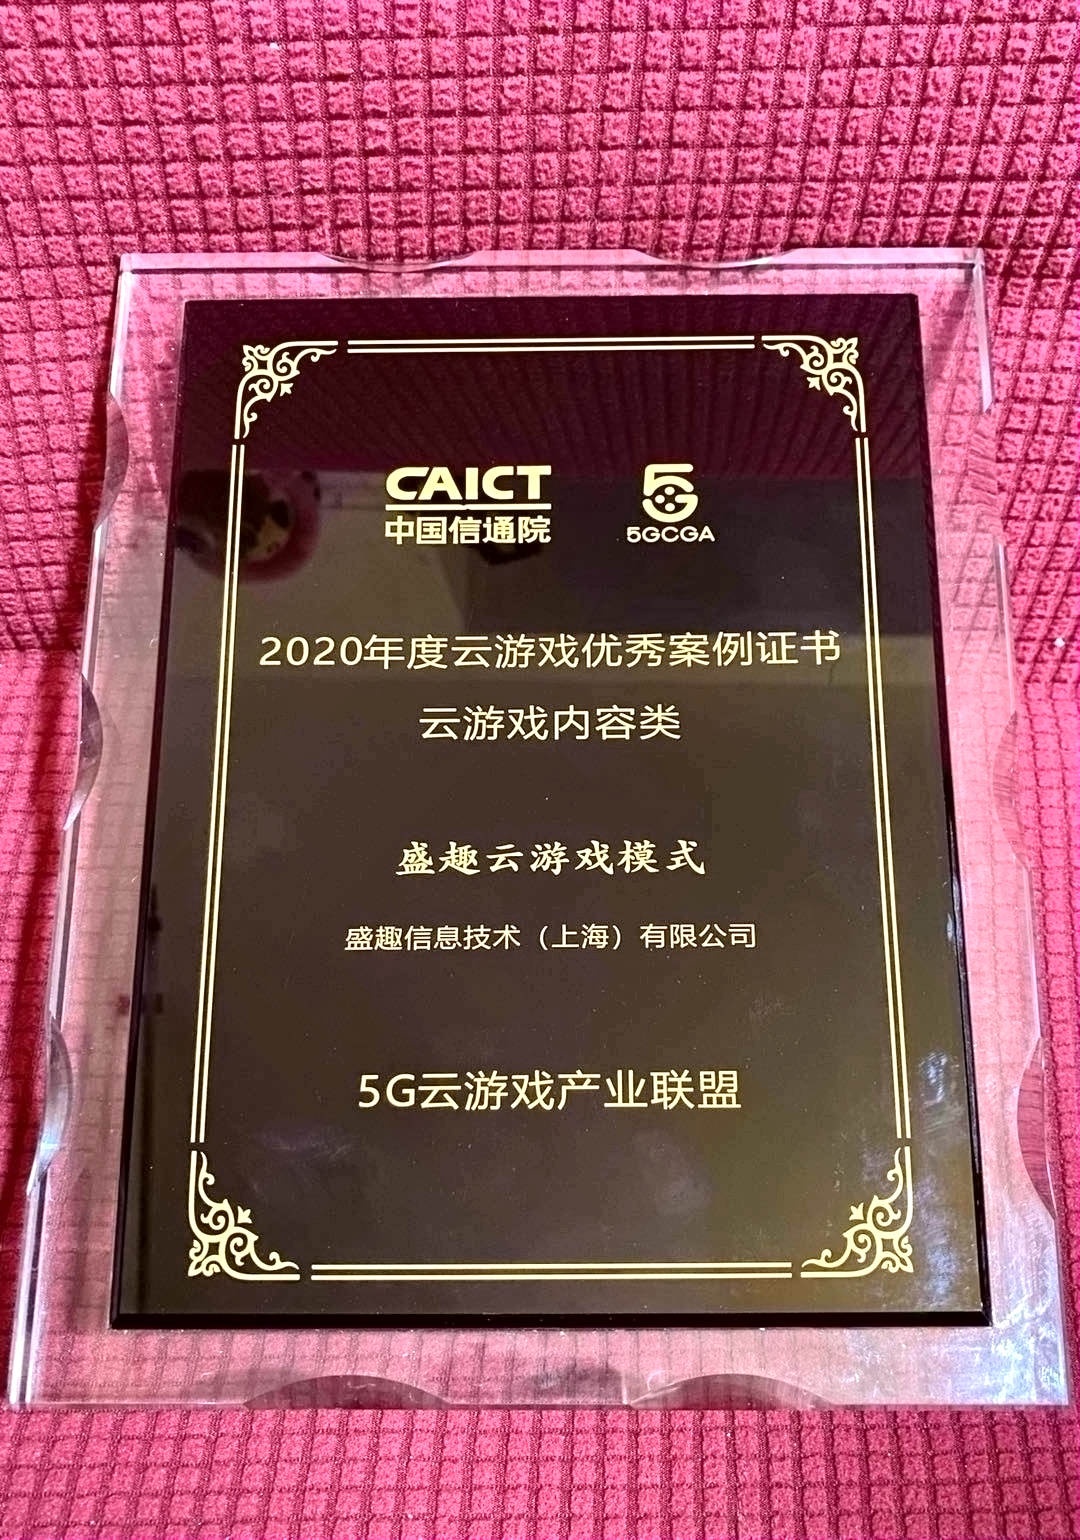 CAICT
中国信通院
5G
5GCGA
2020年度云游戏优秀案例证书
云游戏内容类
盛趣云游戏模式
盛趣信息技术（上海）有限公司
5G云游戏产业联盟